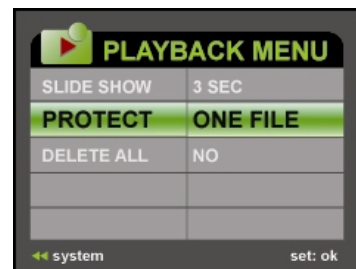 PLAYBACK MENU
SLIDE SHOW 3 SEC
PROTECT ONE FILE
DELETE ALL NO
system set: ok